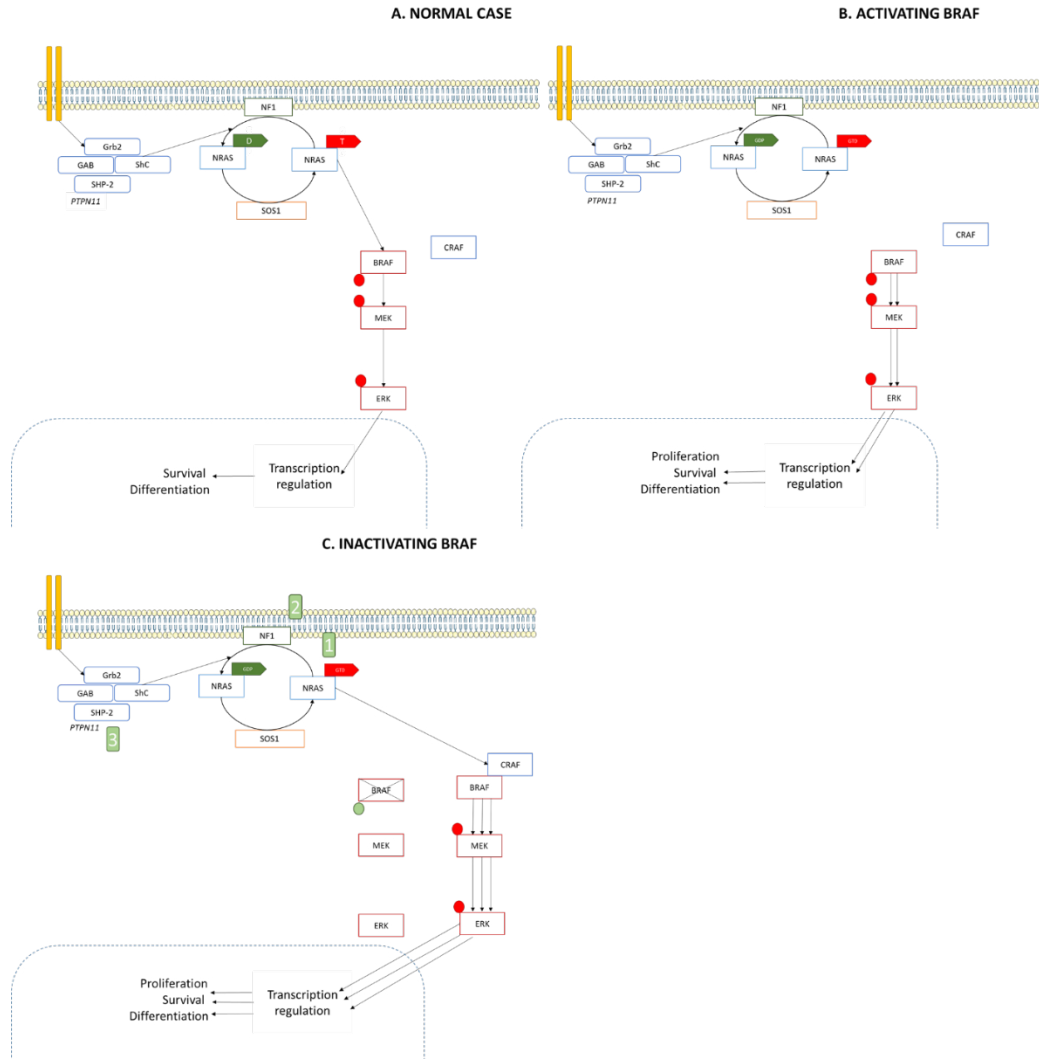 A. NORMAL CASE
NF1
Grb2
GAB
ShC
SHP-2
PTPN11
D
NRAS
T
NRAS
SOS1
BRAF
CRAF
MEK
ERK
Survival
Differentiation
Transcription
regulation
B. ACTIVATING BRAF
NF1
Grb2
GAB
ShC
SHP-2
PTPN11
GDP
NRAS
GTD
NRAS
SOS1
CRAF
BRAF
MEK
ERK
Proliferation
Survival
Differentiation
Transcription
regulation
C. INACTIVATING BRAF
2
1
NF1
Grb2
GAB
ShC
SHP-2
PTPN11
3
GDP
NRAS
GTD
NRAS
SOS1
CRAF
BRAF
BRAF
MEK
MEK
ERK
ERK
Proliferation
Survival
Differentiation
Transcription
regulation